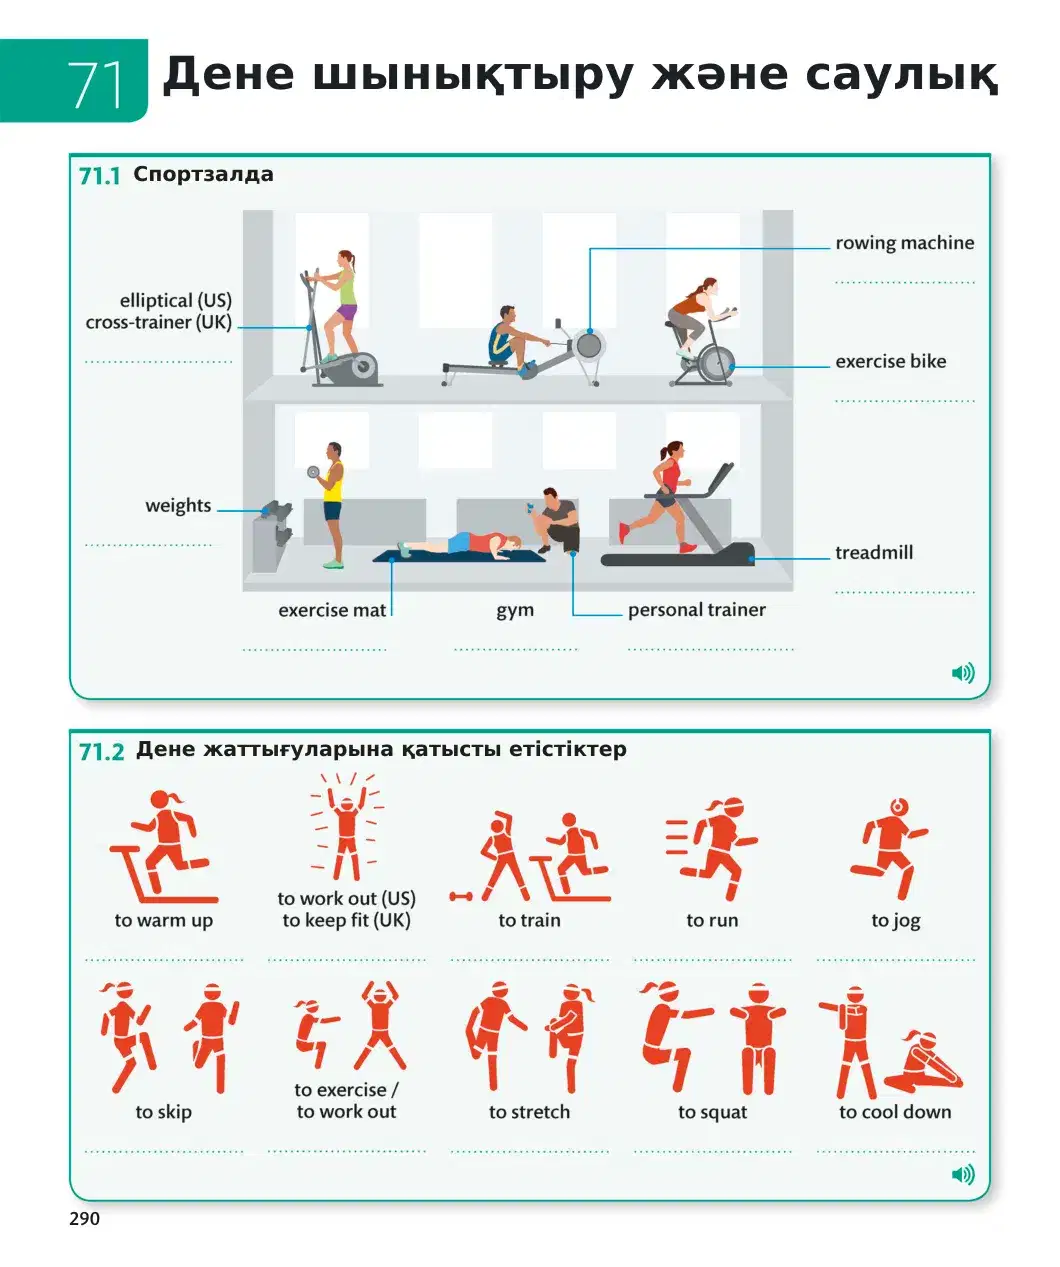 71
Дене шынықтыру және саулық
71.1 Спортзалда
elliptical (US)
cross-trainer (UK)
rowing machine
exercise bike
weights
treadmill
exercise mat
gym
personal trainer
71.2 Дене жаттығуларына қатысты етістіктер
to warm up
to work out (US)
to keep fit (UK)
to train
to run
to jog
to skip
to exercise /
to work out
to stretch
to squat
to cool down
290